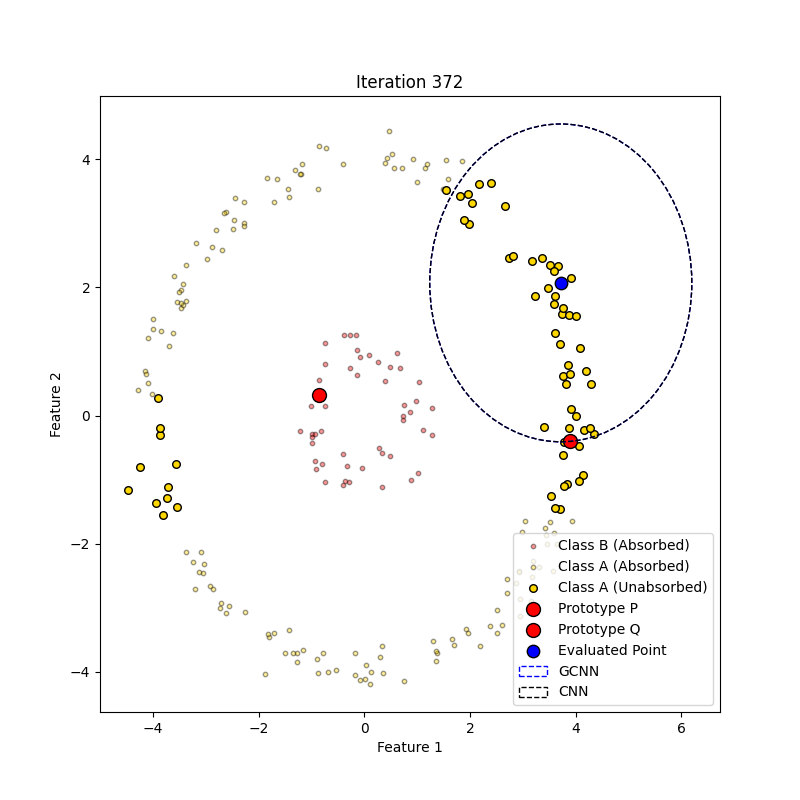 Iteration 372
Feature 2
4
2
0
−2
−4
−4
−2
0
2
4
6
Feature 1
Class B (Absorbed)
Class A (Absorbed)
Class A (Unabsorbed)
Prototype P
Prototype Q
Evaluated Point
GCNN
CNN